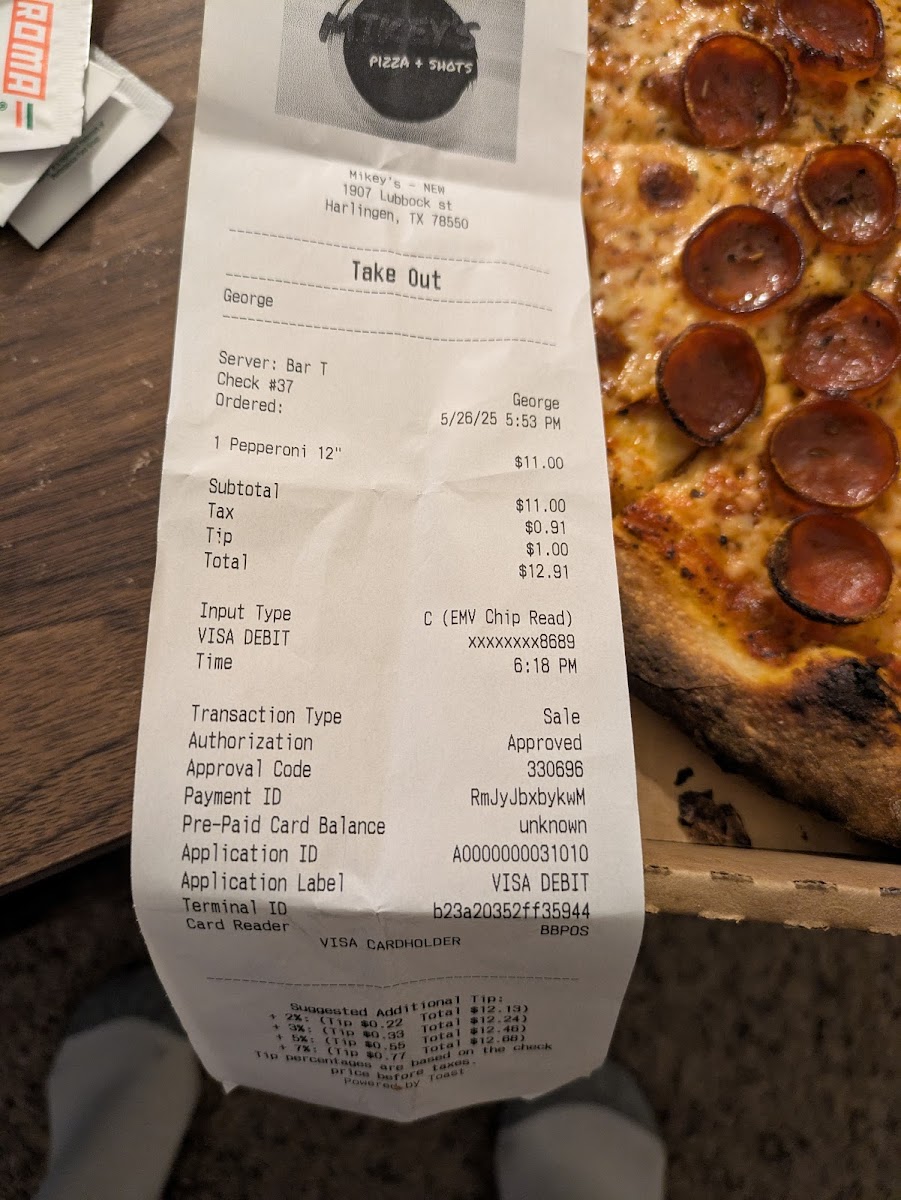 ROMA
®
MIKEY'S
PIZZA + SHOTS
Mikey's - NEW
1907 Lubbock st
Harlingen, TX 78550
Take Out
George
Server: Bar T
Check #37 George
Ordered: 5/26/25 5:53 PM
1 Pepperoni 12" $11.00
Subtotal $11.00
Tax $0.91
Tip $1.00
Total $12.91
Input Type C (EMV Chip Read)
VISA DEBIT xxxxxxxx8689
Time 6:18 PM
Transaction Type Sale
Authorization Approved
Approval Code 330696
Payment ID RmJyJbxbykwM
Pre-Paid Card Balance unknown
Application ID A0000000031010
Application Label VISA DEBIT
Terminal ID b23a20352ff35944
Card Reader BBPOS
VISA CARDHOLDER
Suggested Additional Tip:
+ 2%: (Tip $0.22 Total $12.13)
+ 3%: (Tip $0.33 Total $12.24)
+ 5%: (Tip $0.55 Total $12.46)
+ 7%: (Tip $0.77 Total $12.68)
Tip percentages are based on the check
price before taxes.
Powered by Toast